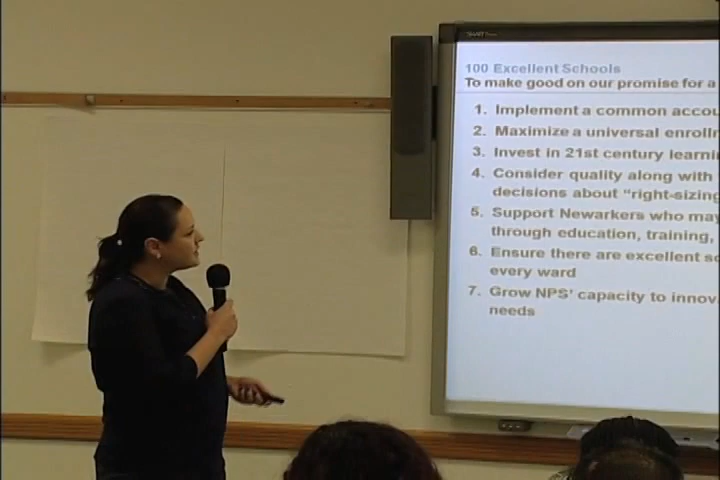 SMART
100 Excellent Schools
To make good on our promise for a
1. Implement a common accou
2. Maximize a universal enrolln
3. Invest in 21st century learni
4. Consider quality along with
decisions about "right-sizing
5. Support Newarkers who may
through education, training,
6. Ensure there are excellent sc
every ward
7. Grow NPS' capacity to innov
needs